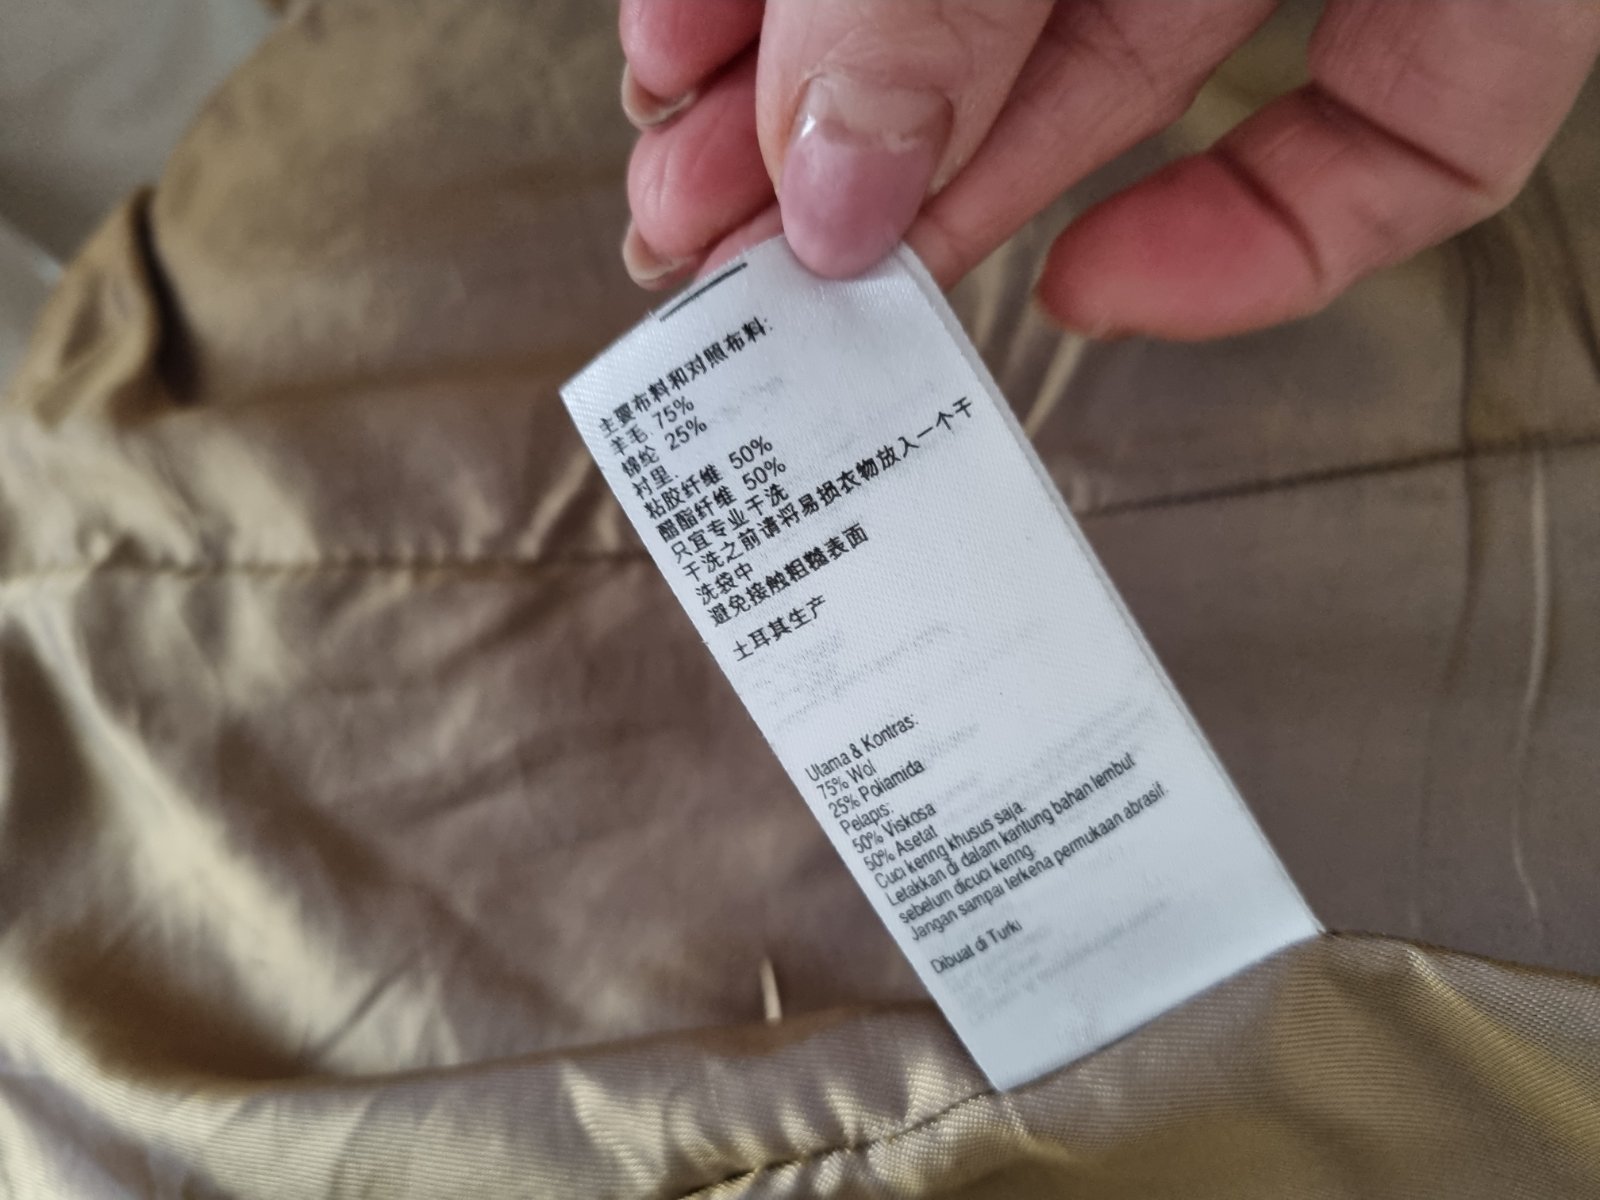 主要布料和对照布料:
羊毛 75%
锦纶 25%
衬里.
粘胶纤维 50%
醋酯纤维 50%
只宜专业干洗
干洗之前请将易损衣物放入一个干
洗袋中
避免接触粗糙表面
土耳其生产
Utama & Kontras:
75% Wol
25% Poliamida
Pelapis:
50% Viskosa
50% Asetat
Cuci kering khusus saja.
Letakkan di dalam kantung bahan lembut
sebelum dicuci kering.
Jangan sampai terkena permukaan abrasif.
Dibuat di Turki